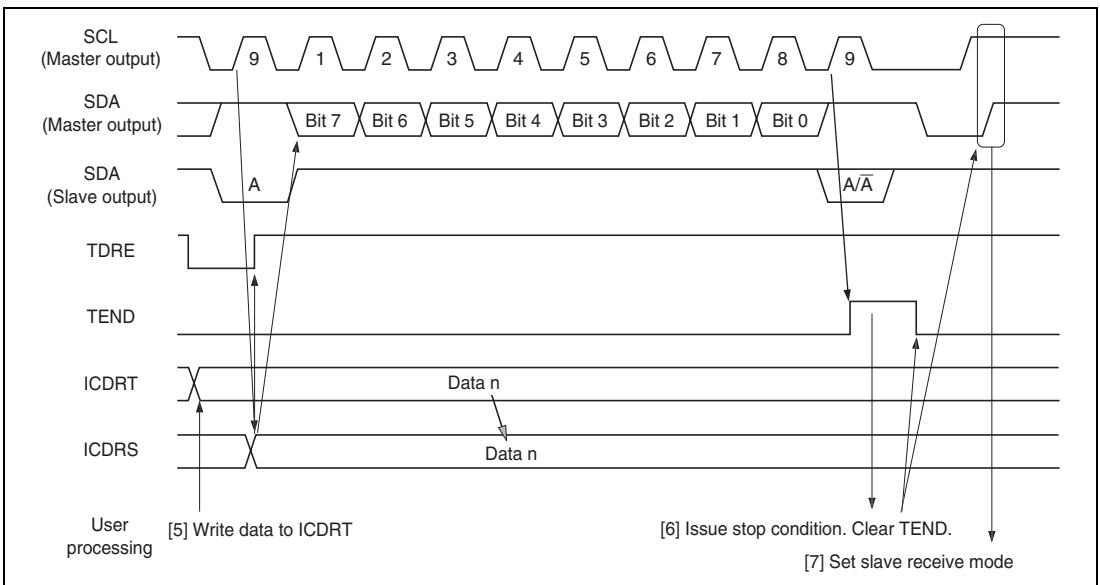 SCL
(Master output)
9 1 2 3 4 5 6 7 8 9
SDA
(Master output)
Bit 7 Bit 6 Bit 5 Bit 4 Bit 3 Bit 2 Bit 1 Bit 0
SDA
(Slave output)
A A/A̅
TDRE
TEND
ICDRT
Data n
ICDRS
Data n
User
processing
[5] Write data to ICDRT
[6] Issue stop condition. Clear TEND.
[7] Set slave receive mode